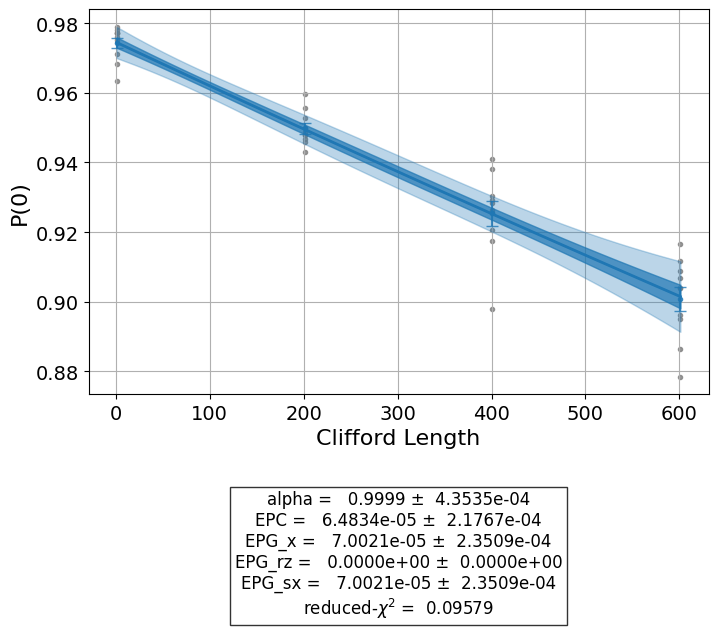 0.98
0.96
0.94
0.92
0.90
0.88
P(0)
0 100 200 300 400 500 600
Clifford Length
alpha = 0.9999 ± 4.3535e-04
EPC = 6.4834e-05 ± 2.1767e-04
EPG_x = 7.0021e-05 ± 2.3509e-04
EPG_rz = 0.0000e+00 ± 0.0000e+00
EPG_sx = 7.0021e-05 ± 2.3509e-04
reduced-χ² = 0.09579